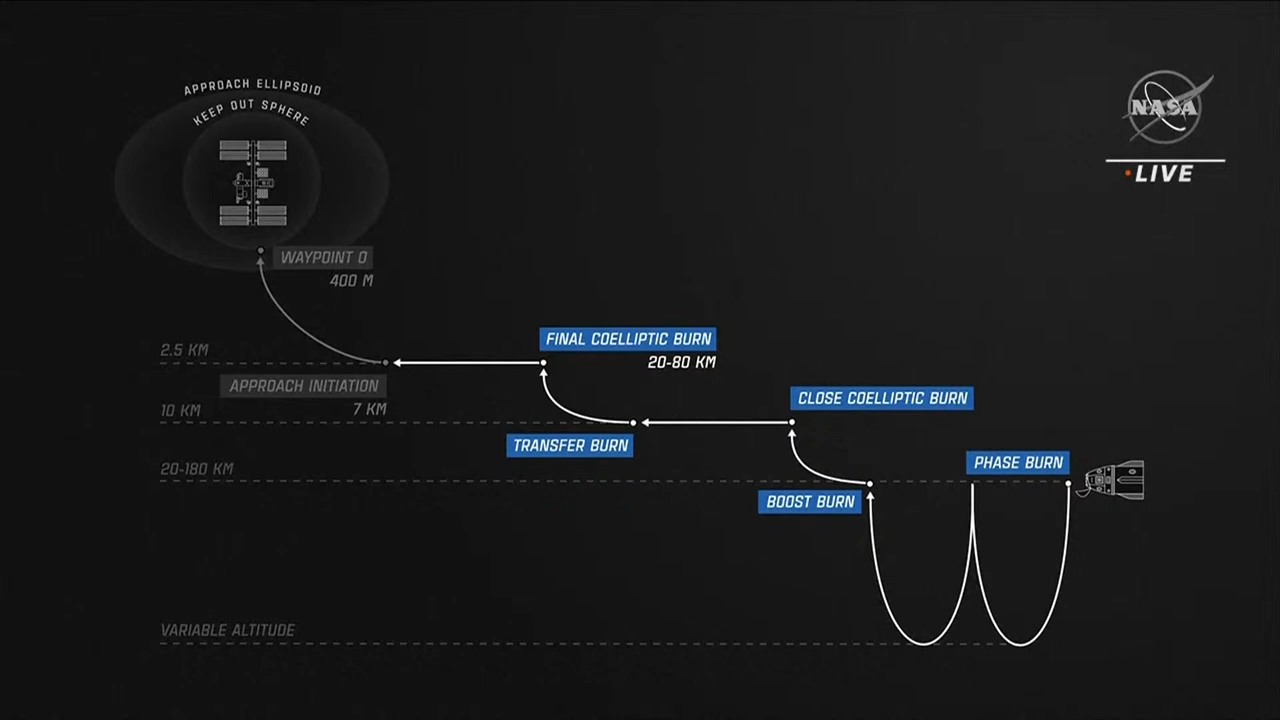 APPROACH ELLIPSOID
KEEP OUT SPHERE
NASA
LIVE
WAYPOINT 0
400 M
2.5 KM
FINAL COELLIPTIC BURN
20-80 KM
APPROACH INITIATION
7 KM
10 KM
CLOSE COELLIPTIC BURN
TRANSFER BURN
20-180 KM
PHASE BURN
BOOST BURN
VARIABLE ALTITUDE